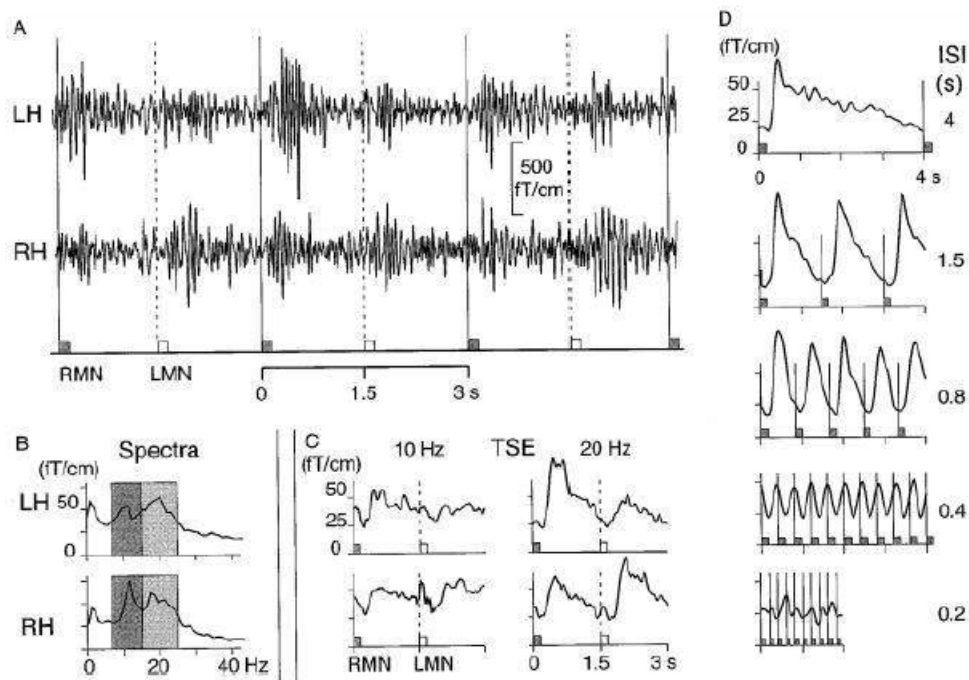 A
LH
RH
500
fT/cm
RMN LMN
0 1.5 3 s
B
Spectra
(fT/cm)
LH
50
0
RH
0 20 40 Hz
C
TSE
10 Hz 20 Hz
(fT/cm)
50
25
0
RMN LMN
0 1.5 3 s
D
(fT/cm)
ISI
(s)
50
25
0
4
0 4 s
1.5
0.8
0.4
0.2